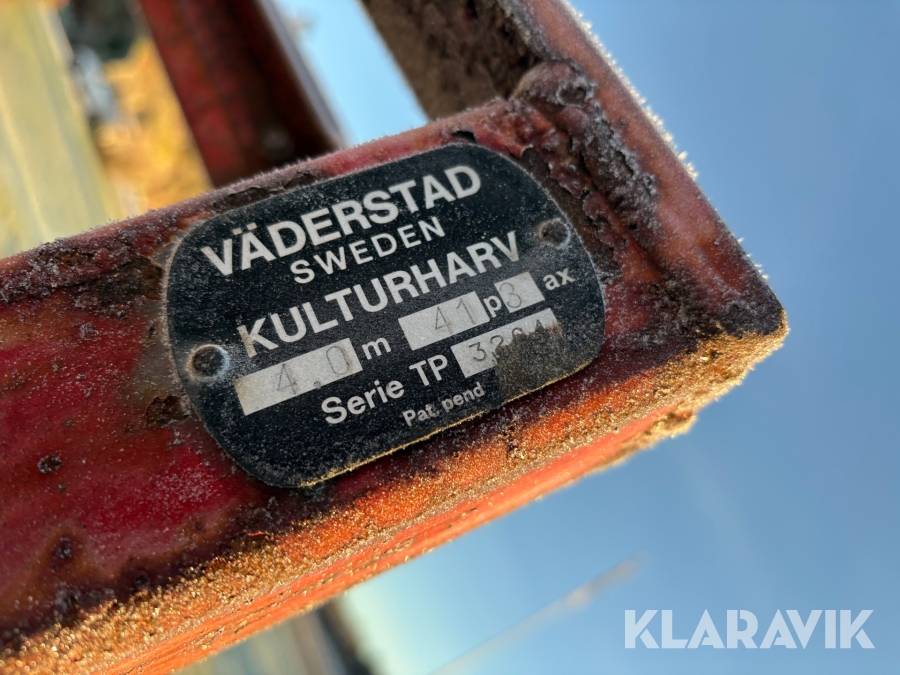 VÄDERSTAD
SWEDEN
KULTURHARV
4.0 m 41 p 3 ax
Serie TP
Pat. pend
KLARAVIK